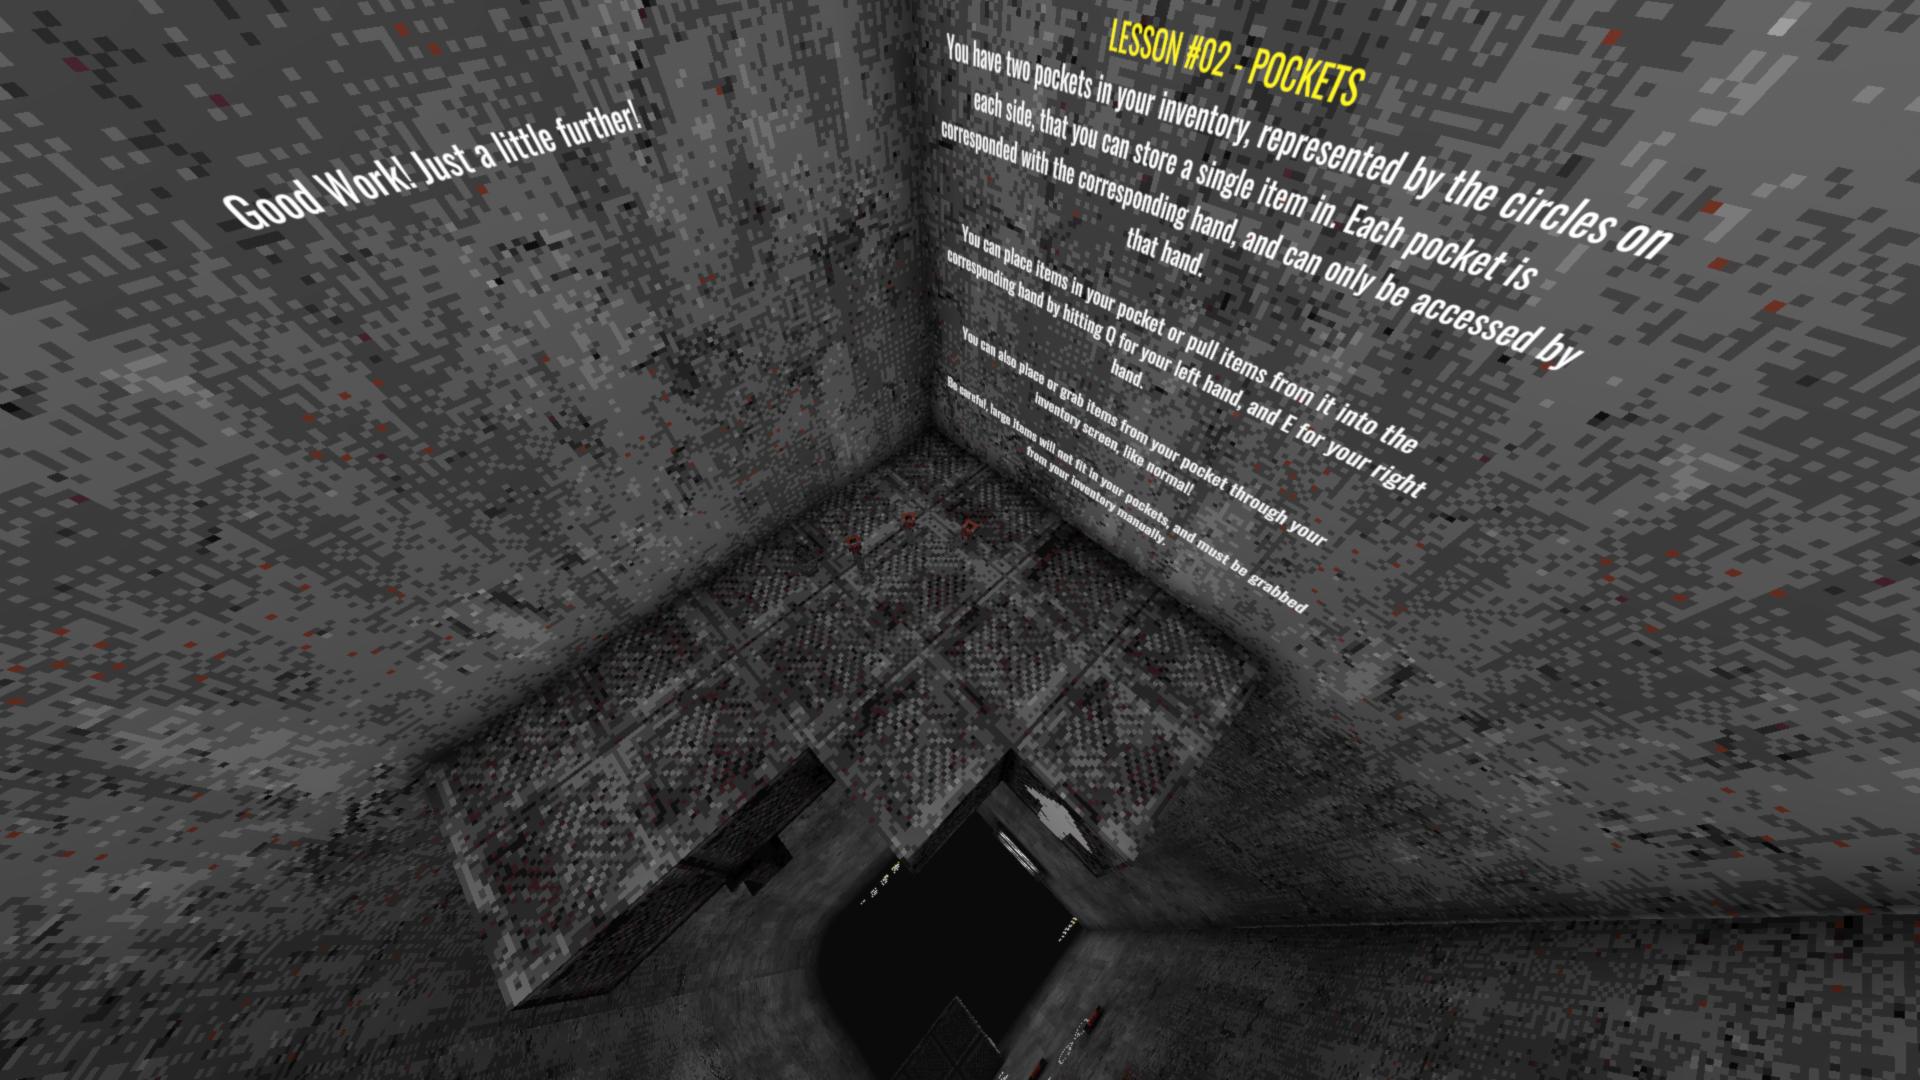 Good Work! Just a little further!
LESSON #02 - POCKETS
You have two pockets in your inventory, represented by the circles on
each side, that you can store a single item in. Each pocket is
corresponded with the corresponding hand, and can only be accessed by
that hand.
You can place items in your pocket or pull items from it into the
corresponding hand by hitting Q for your left hand, and E for your right
hand.
You can also place or grab items from your pocket through your
inventory screen, like normal!
Be careful, large items will not fit in your pockets, and must be grabbed
from your inventory manually.